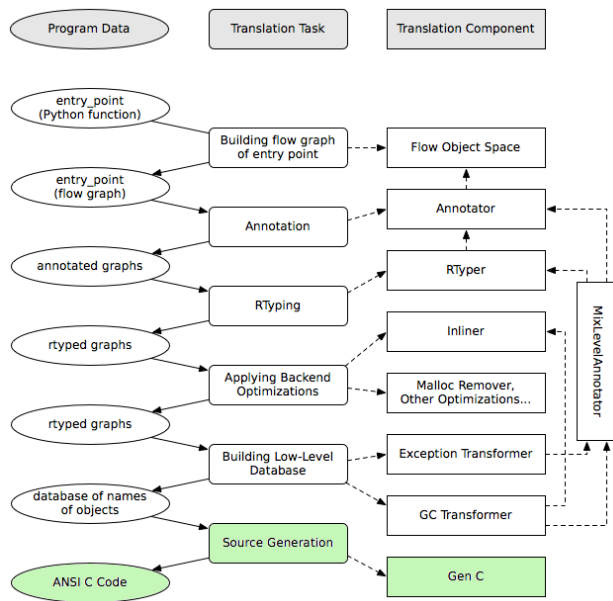 Program Data
Translation Task
Translation Component
entry_point
(Python function)
Building flow graph
of entry point
Flow Object Space
entry_point
(flow graph)
Annotation
Annotator
annotated graphs
RTyping
RTyper
MixLevelAnnotator
rtyped graphs
Inliner
Applying Backend
Optimizations
Malloc Remover,
Other Optimizations...
rtyped graphs
Building Low-Level
Database
Exception Transformer
database of names
of objects
GC Transformer
Source Generation
ANSI C Code
Gen C